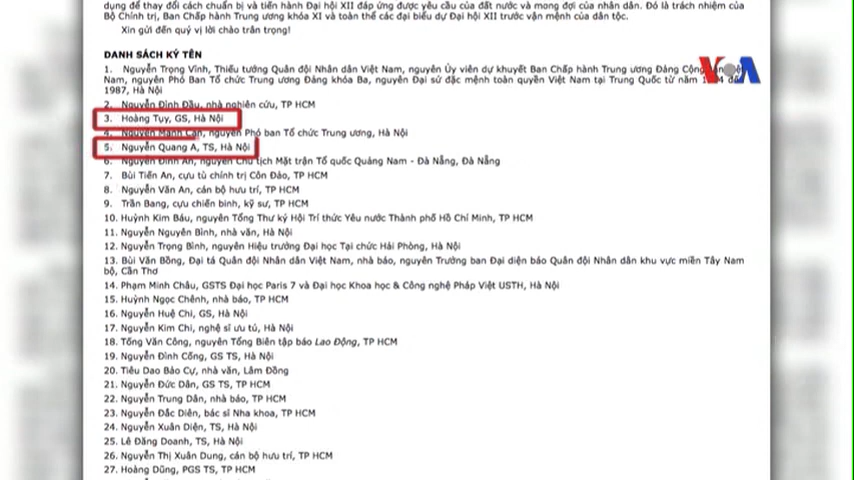 dụng để thay đổi cách chuẩn bị và tiến hành Đại hội XII đáp ứng được yêu cầu của đất nước và mong đợi của nhân dân. Đó là trách nhiệm của
Bộ Chính trị, Ban Chấp hành Trung ương khóa XI và toàn thể các đại biểu dự Đại hội XII trước vận mệnh của dân tộc.
Xin gửi đến quý vị lời chào trân trọng!
DANH SÁCH KÝ TÊN
1. Nguyễn Trọng Vĩnh, Thiếu tướng Quân đội Nhân dân Việt Nam, nguyên Ủy viên dự khuyết Ban Chấp hành Trung ương Đảng Cộng
VOA
Nam, nguyên Phó Ban Tổ chức Trung ương Đảng khóa Ba, nguyên Đại sứ đặc mệnh toàn quyền Việt Nam tại Trung Quốc từ năm
1987, Hà Nội
2. Nguyễn Đình Đầu, nhà nghiên cứu, TP HCM
3. Hoàng Tụy, GS, Hà Nội
4. Nguyễn Mạnh Can, nguyên Phó ban Tổ chức Trung ương, Hà Nội
5. Nguyễn Quang A, TS, Hà Nội
6. Nguyễn Đình An, nguyên Chủ tịch Mặt trận Tổ quốc Quảng Nam - Đà Nẵng, Đà Nẵng
7. Bùi Tiến An, cựu tù chính trị Côn Đảo, TP HCM
8. Nguyễn Văn An, cán bộ hưu trí, TP HCM
9. Trần Bang, cựu chiến binh, kỹ sư, TP HCM
10. Huỳnh Kim Báu, nguyên Tổng Thư ký Hội Trí thức Yêu nước Thành phố Hồ Chí Minh, TP HCM
11. Nguyễn Nguyên Bình, nhà văn, Hà Nội
12. Nguyễn Trọng Bình, nguyên Hiệu trưởng Đại học Tại chức Hải Phòng, Hà Nội
13. Bùi Văn Bồng, Đại tá Quân đội Nhân dân Việt Nam, nhà báo, nguyên Trưởng ban Đại diện báo Quân đội Nhân dân khu vực miền Tây Nam
bộ, Cần Thơ
14. Phạm Minh Châu, GSTS Đại học Paris 7 và Đại học Khoa học & Công nghệ Pháp Việt USTH, Hà Nội
15. Huỳnh Ngọc Chênh, nhà báo, TP HCM
16. Nguyễn Huệ Chi, GS, Hà Nội
17. Nguyễn Kim Chi, nghệ sĩ ưu tú, Hà Nội
18. Tống Văn Công, nguyên Tổng Biên tập báo Lao Động, TP HCM
19. Nguyễn Đình Cống, GS TS, Hà Nội
20. Tiêu Dao Bảo Cự, nhà văn, Lâm Đồng
21. Nguyễn Đức Dân, GS TS, TP HCM
22. Nguyễn Trung Dân, nhà báo, TP HCM
23. Nguyễn Đắc Diên, bác sĩ Nha khoa, TP HCM
24. Nguyễn Xuân Diện, TS, Hà Nội
25. Lê Đăng Doanh, TS, Hà Nội
26. Nguyễn Thị Xuân Dung, cán bộ hưu trí, TP HCM
27. Hoàng Dũng, PGS TS, TP HCM